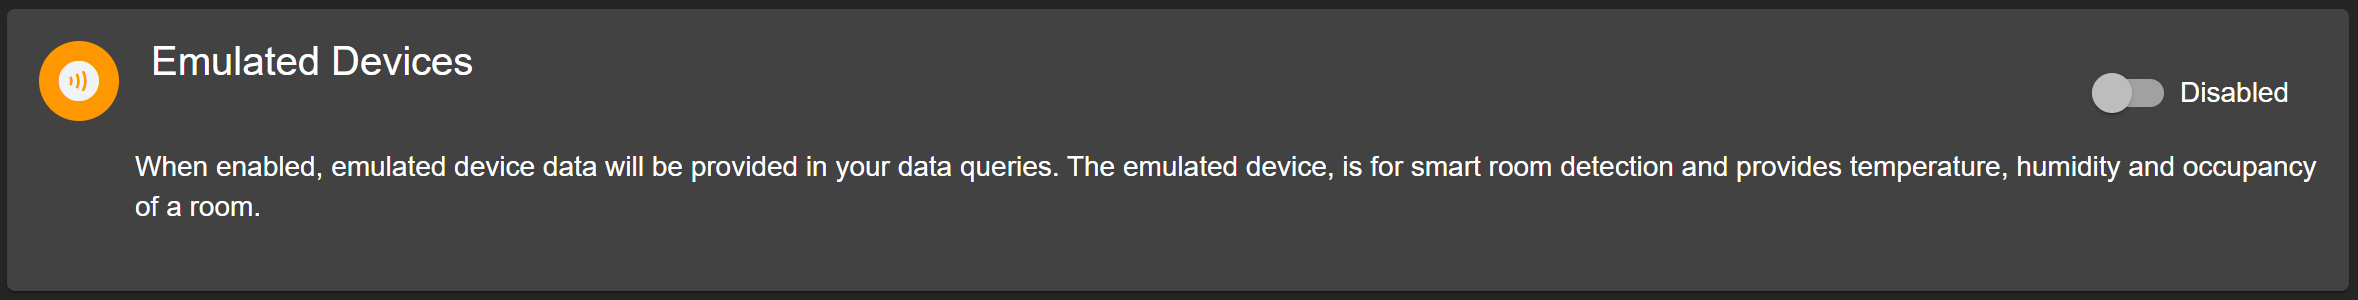 Emulated Devices
Disabled
When enabled, emulated device data will be provided in your data queries. The emulated device, is for smart room detection and provides temperature, humidity and occupancy
of a room.